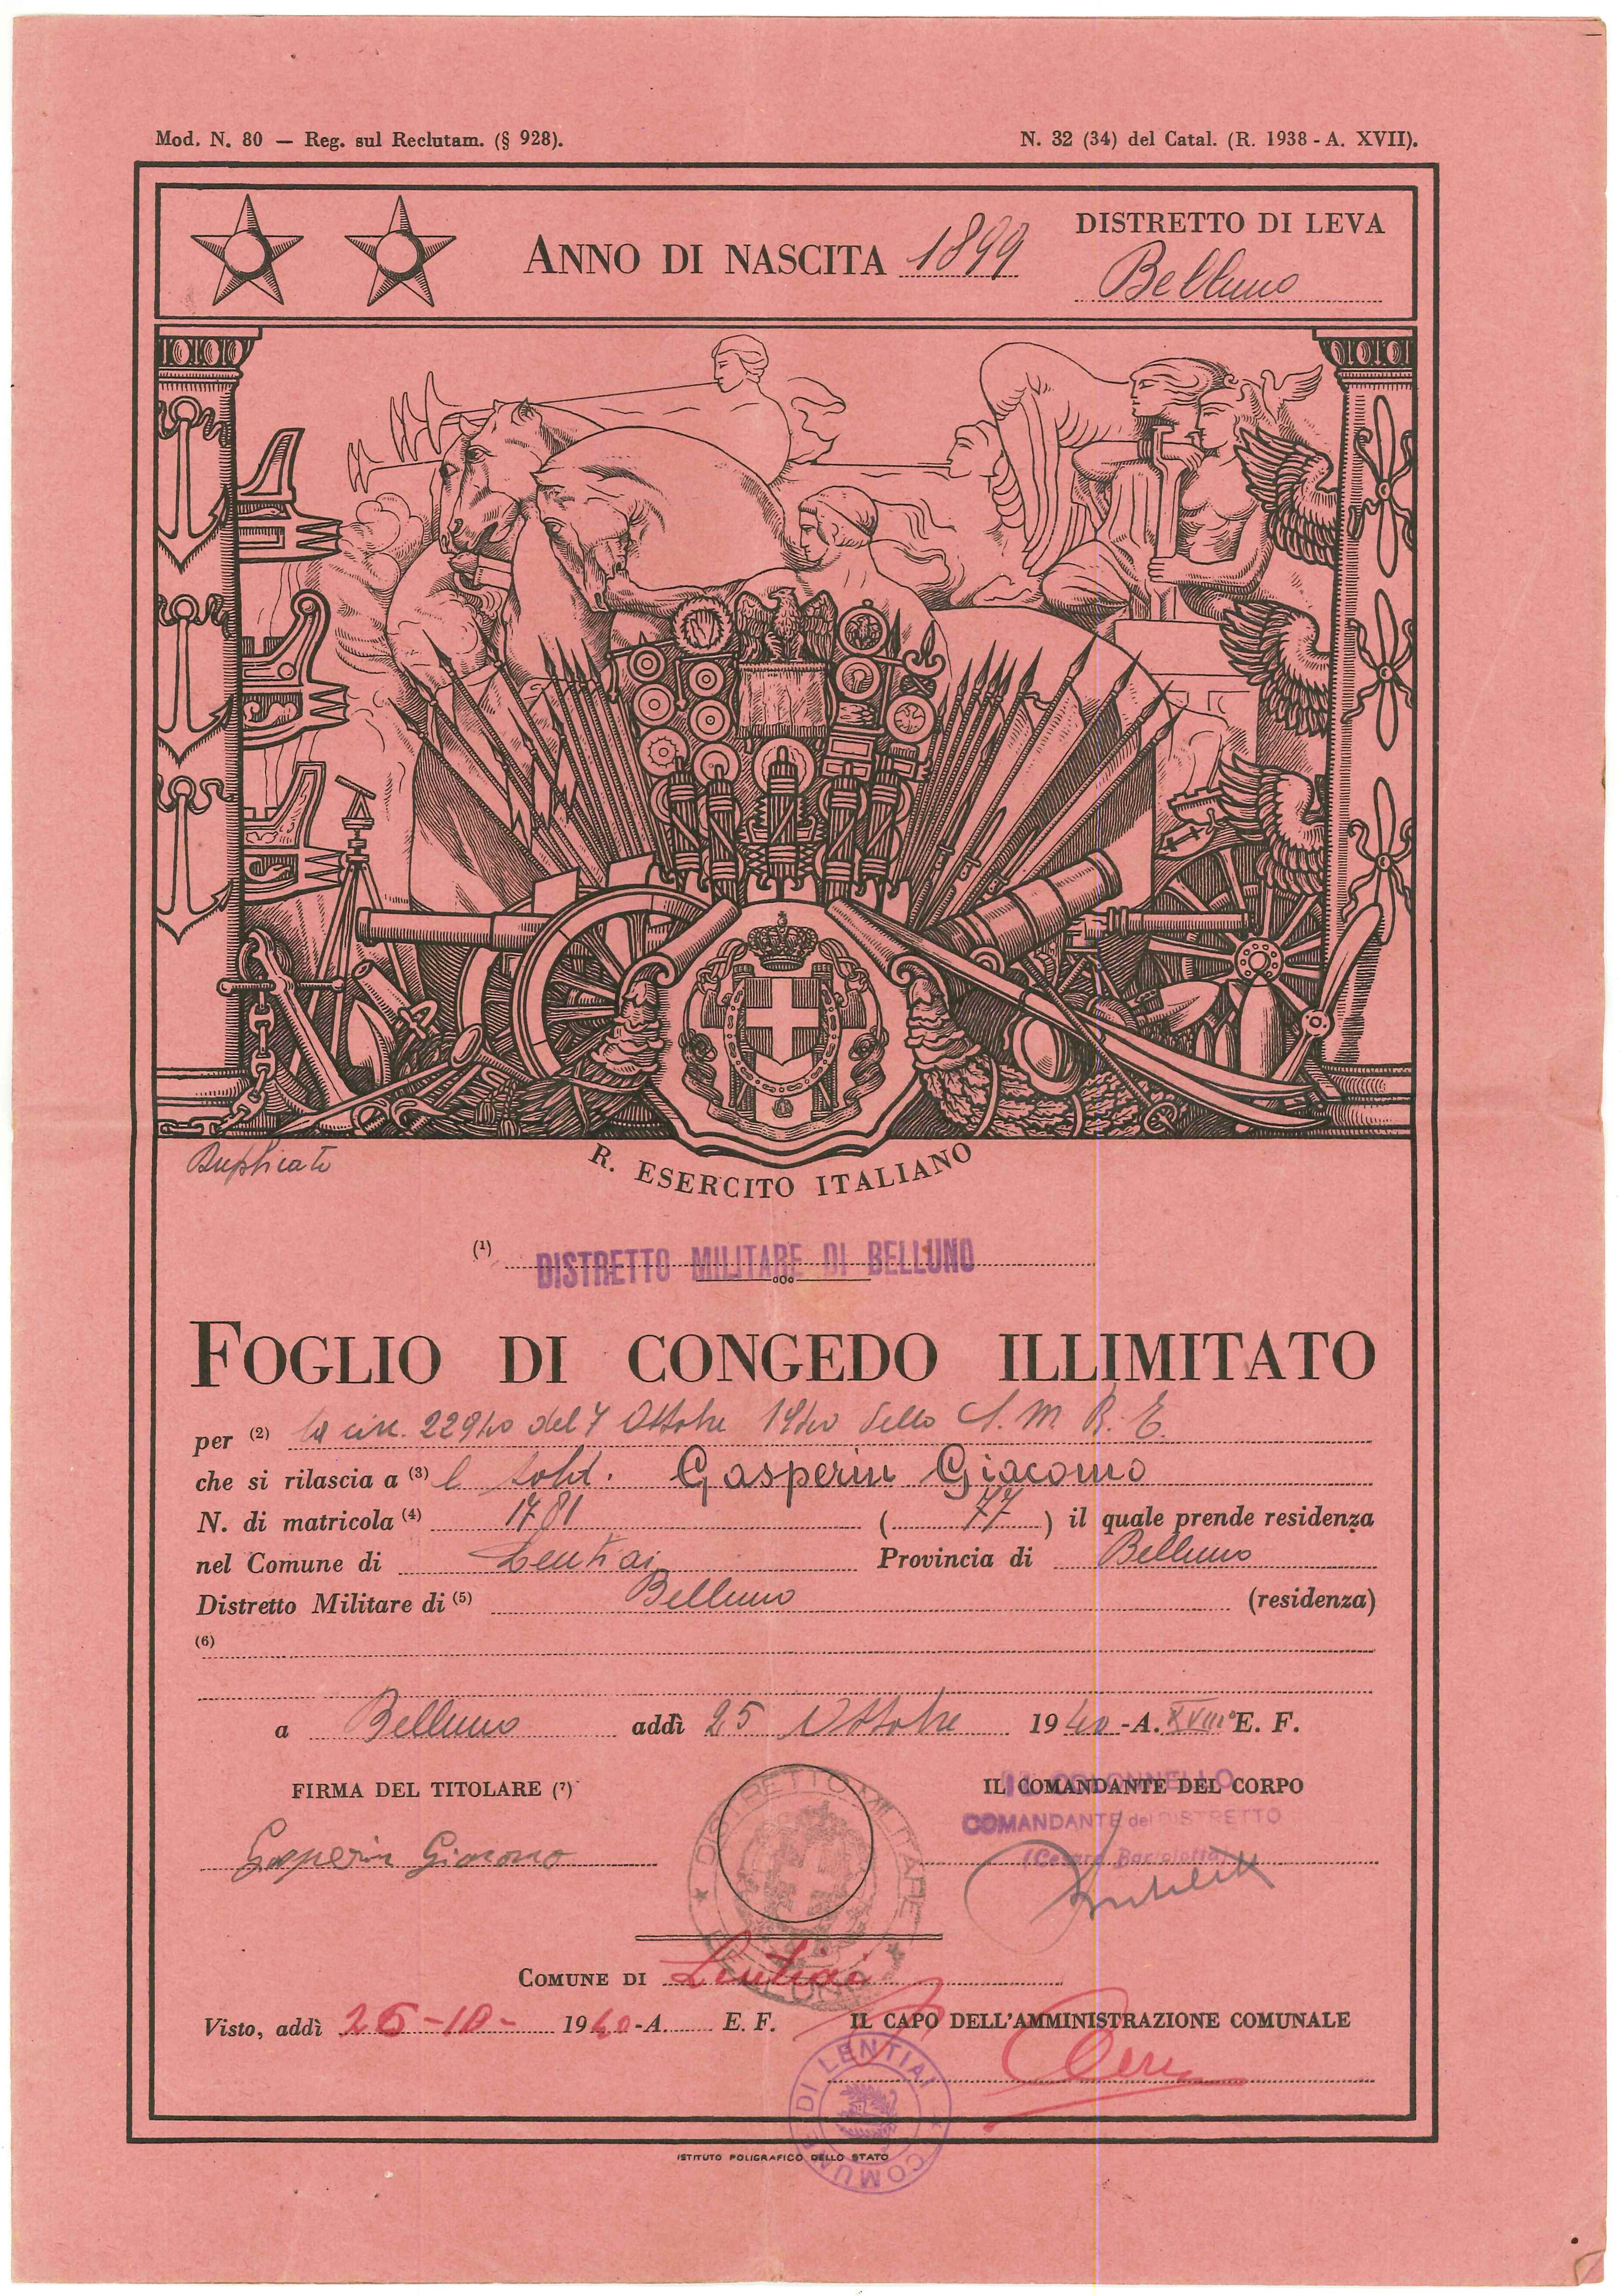 Mod. N. 80 — Reg. sul Reclutam. (§ 928).
N. 32 (34) del Catal. (R. 1938 - A. XVII).
ANNO DI NASCITA 1899
DISTRETTO DI LEVA
Belluno
Duplicato
R. ESERCITO ITALIANO
(1) DISTRETTO MILITARE DI BELLUNO
FOGLIO DI CONGEDO ILLIMITATO
per (2) la circ. 22940 del 7 Ottobre 1940 dello S. M. R. E.
che si rilascia a (3) l sold. Gasperin Giacomo
N. di matricola (4) 1781 (77) il quale prende residenza
nel Comune di Lentiai Provincia di Belluno
Distretto Militare di (5) Belluno (residenza)
(6)
a Belluno addì 25 Ottobre 1940-A. XVIII° E. F.
FIRMA DEL TITOLARE (7)
IL COMANDANTE DEL CORPO
IL COLONNELLO
COMANDANTE del DISTRETTO
Gasperin Giacomo
(Cesare
DISTRETTO MILITARE
COMUNE DI Lentiai
Visto, addì 26-10- 1940-A. E. F.
IL CAPO DELL'AMMINISTRAZIONE COMUNALE
COMUNE DI LENTIAI
ISTITUTO POLIGRAFICO DELLO STATO